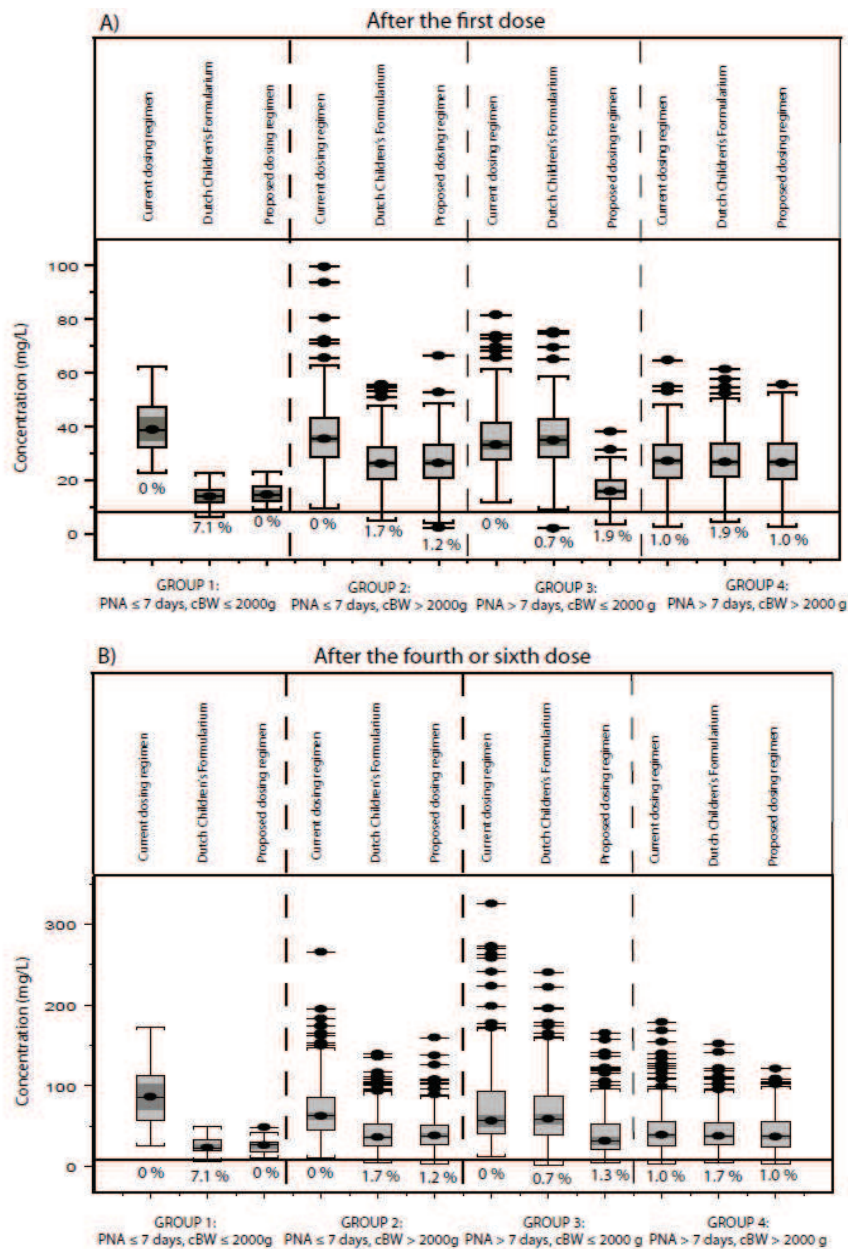 A) After the first dose
Current dosing regimen
Dutch Children's Formularium
Proposed dosing regimen
Current dosing regimen
Dutch Children's Formularium
Proposed dosing regimen
Current dosing regimen
Dutch Children's Formularium
Proposed dosing regimen
Current dosing regimen
Dutch Children's Formularium
Proposed dosing regimen
Concentration (mg/L)
100
80
60
40
20
0
0 %
7.1 %
0%
0%
1.7 %
1.2 %
0 %
0.7 %
1.9 %
1.0 %
1.9 %
1.0 %
GROUP 1:
PNA ≤ 7 days, cBW ≤ 2000g
GROUP 2:
PNA ≤ 7 days, cBW > 2000g
GROUP 3:
PNA > 7 days, cBW ≤ 2000 g
GROUP 4:
PNA > 7 days, cBW > 2000 g
B) After the fourth or sixth dose
Current dosing regimen
Dutch Children's Formularium
Proposed dosing regimen
Current dosing regimen
Dutch Children's Formularium
Proposed dosing regimen
Current dosing regimen
Dutch Children's Formularium
Proposed dosing regimen
Current dosing regimen
Dutch Children's Formularium
Proposed dosing regimen
Concentration (mg/L)
300
200
100
0
0 %
7.1 %
0 %
0 %
1.7 %
1.2 %
0 %
0.7 %
1.3 %
1.0 %
1.7 %
1.0 %
GROUP 1:
PNA ≤ 7 days, cBW ≤ 2000g
GROUP 2:
PNA ≤ 7 days, cBW > 2000g
GROUP 3:
PNA > 7 days, cBW ≤ 2000 g
GROUP 4:
PNA > 7 days, cBW > 2000 g